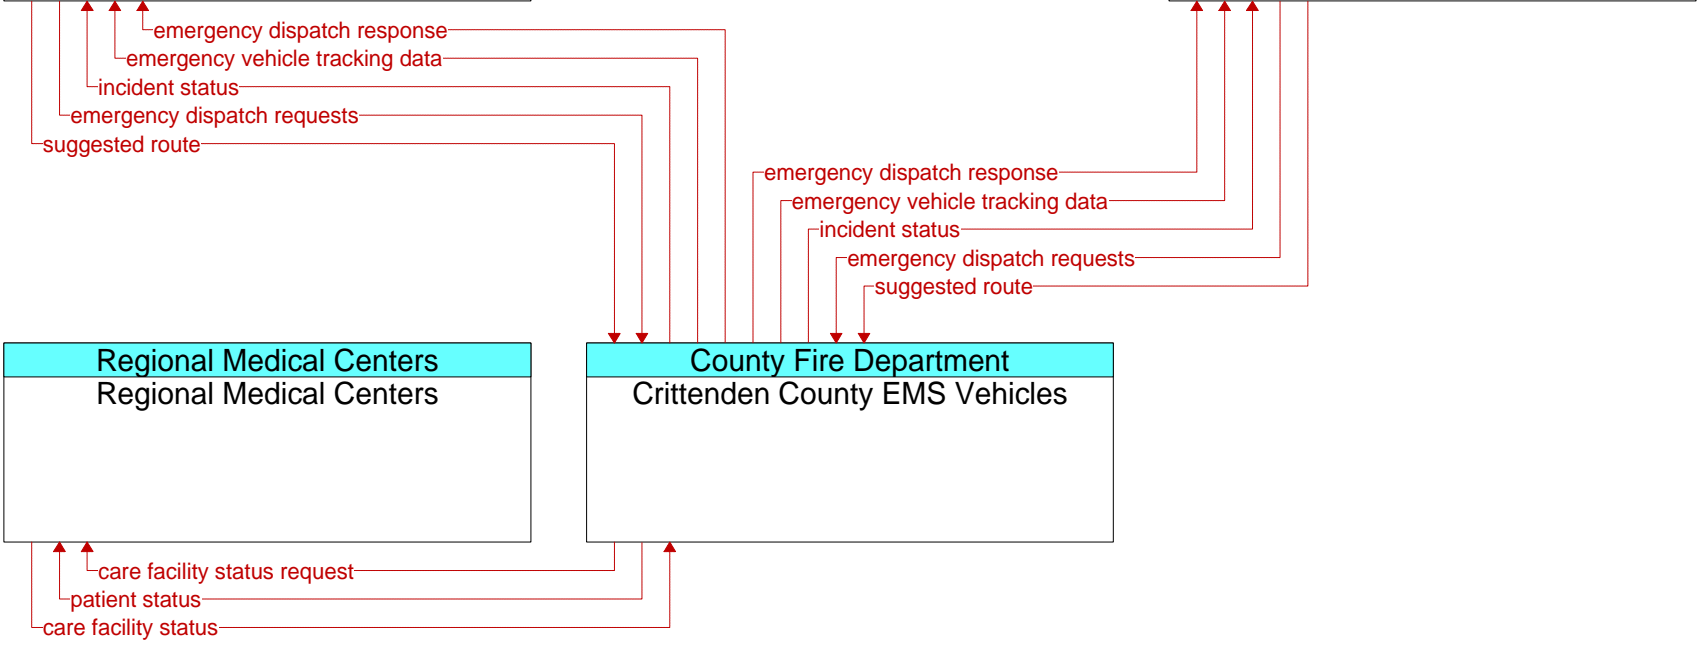 emergency dispatch response
emergency vehicle tracking data
incident status
emergency dispatch requests
suggested route
emergency dispatch response
emergency vehicle tracking data
incident status
emergency dispatch requests
suggested route
Regional Medical Centers
Regional Medical Centers
County Fire Department
Crittenden County EMS Vehicles
care facility status request
patient status
care facility status